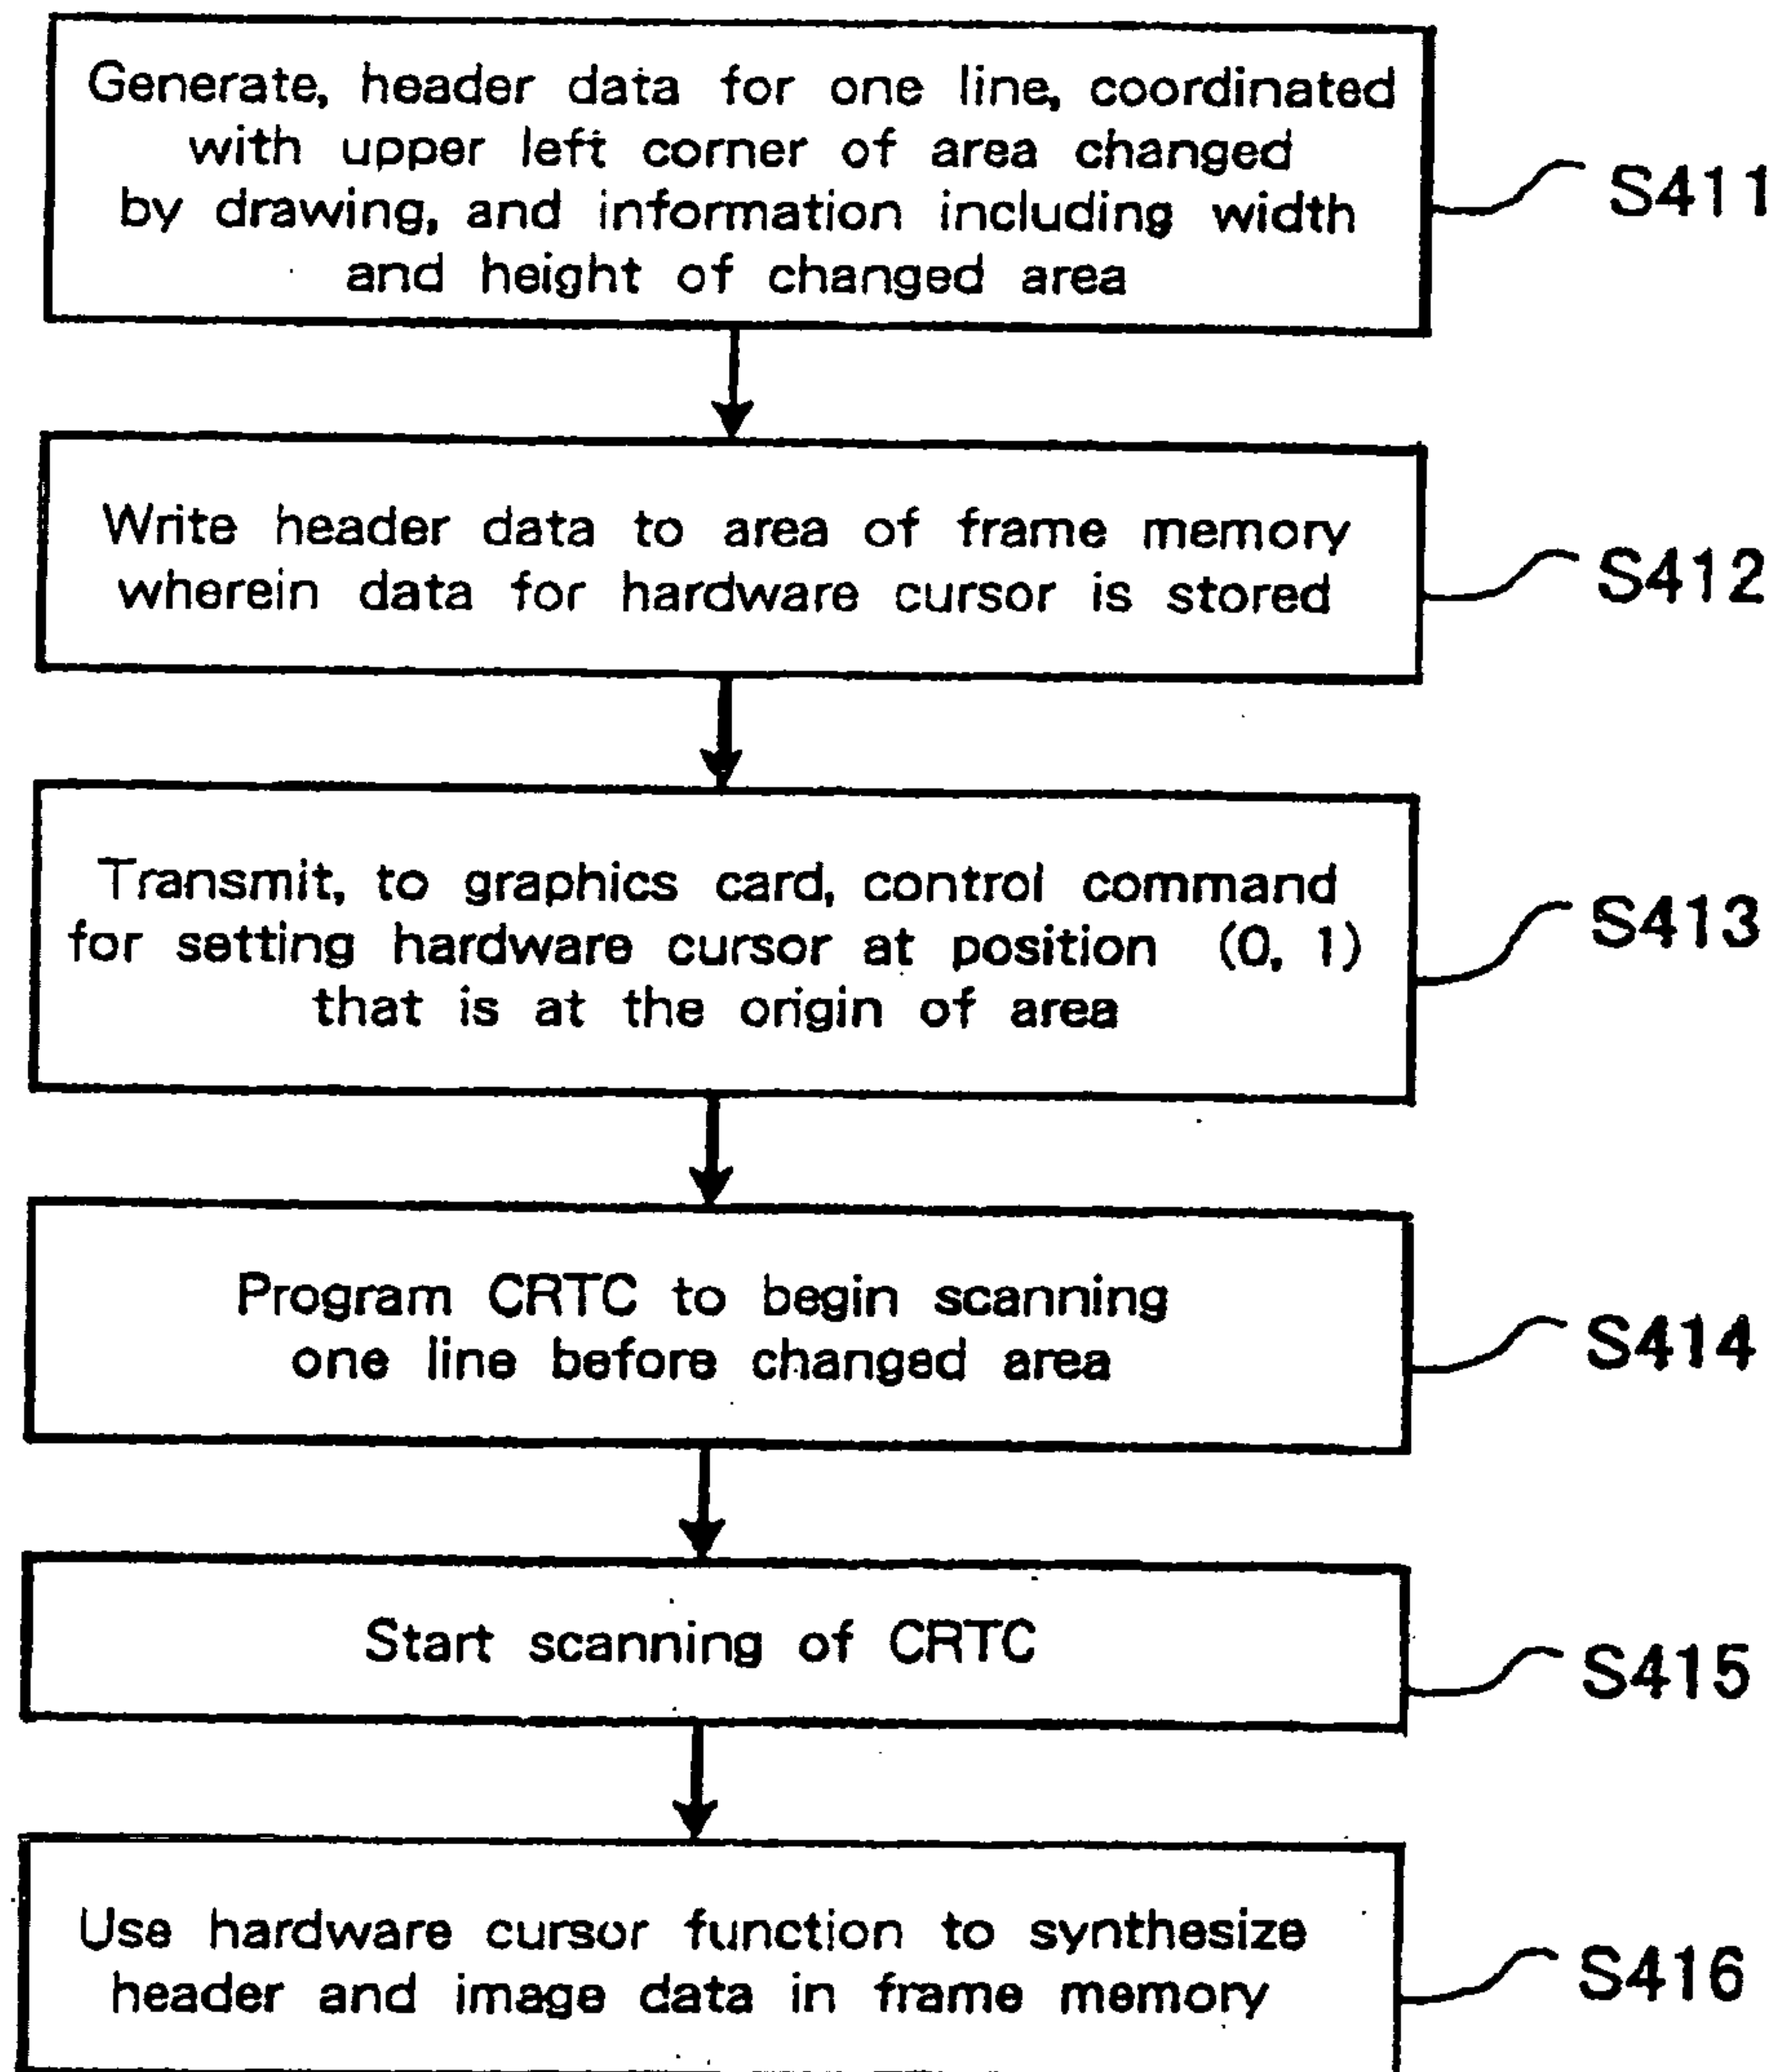 Generate, header data for one line, coordinated
with upper left corner of area changed
by drawing, and information including width
and height of changed area
S411
Write header data to area of frame memory
wherein data for hardware cursor is stored
S412
Transmit, to graphics card, control command
for setting hardware cursor at position (0, 1)
that is at the origin of area
S413
Program CRTC to begin scanning
one line before changed area
S414
Start scanning of CRTC
S415
Use hardware cursor function to synthesize
header and image data in frame memory
S416